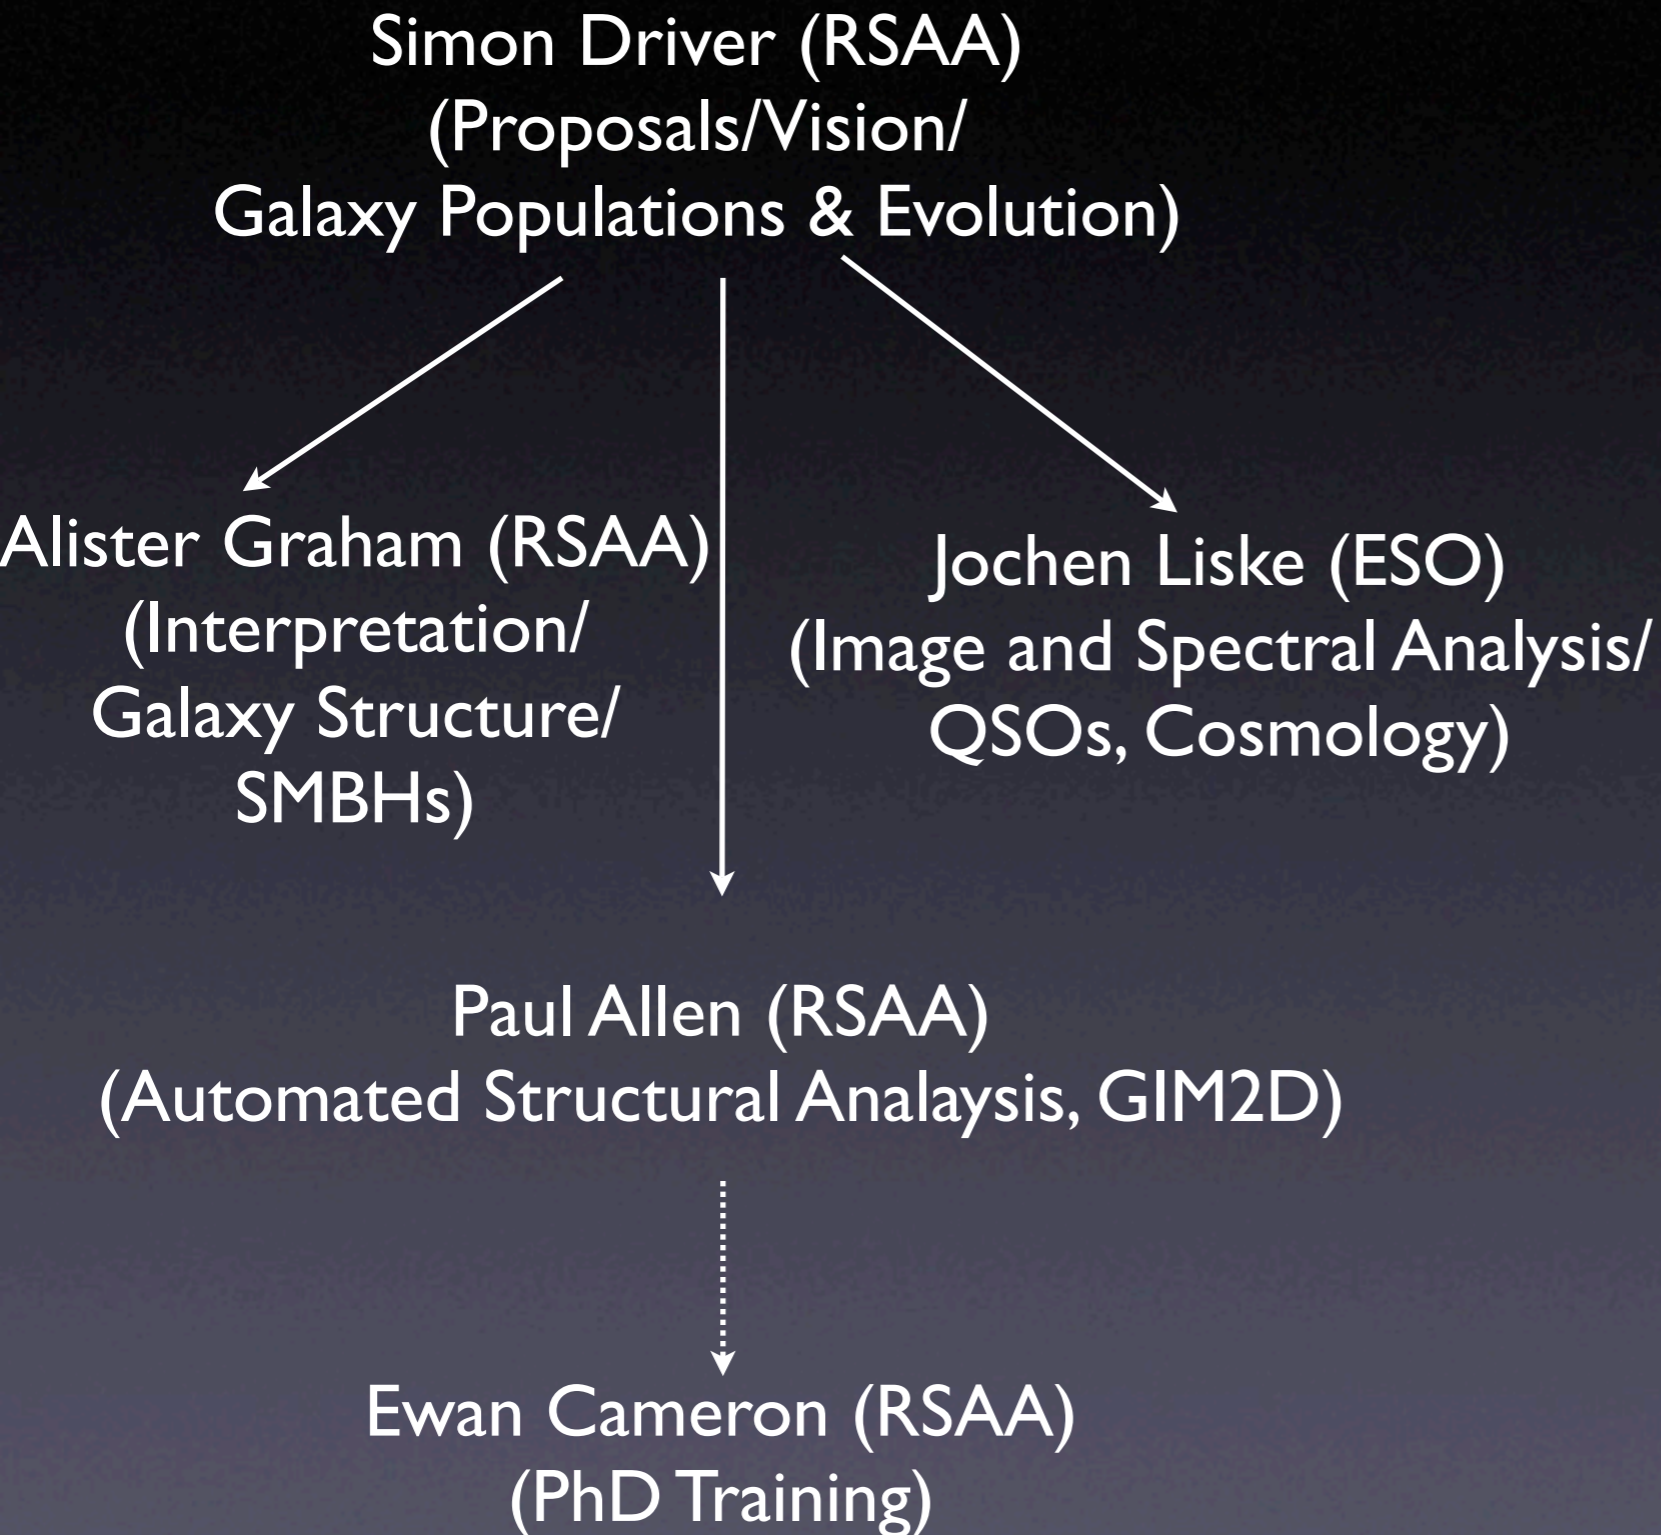 Simon Driver (RSAA)
(Proposals/Vision/
Galaxy Populations & Evolution)
Alister Graham (RSAA)
(Interpretation/
Galaxy Structure/
SMBHs)
Jochen Liske (ESO)
(Image and Spectral Analysis/
QSOs, Cosmology)
Paul Allen (RSAA)
(Automated Structural Analaysis, GIM2D)
Ewan Cameron (RSAA)
(PhD Training)